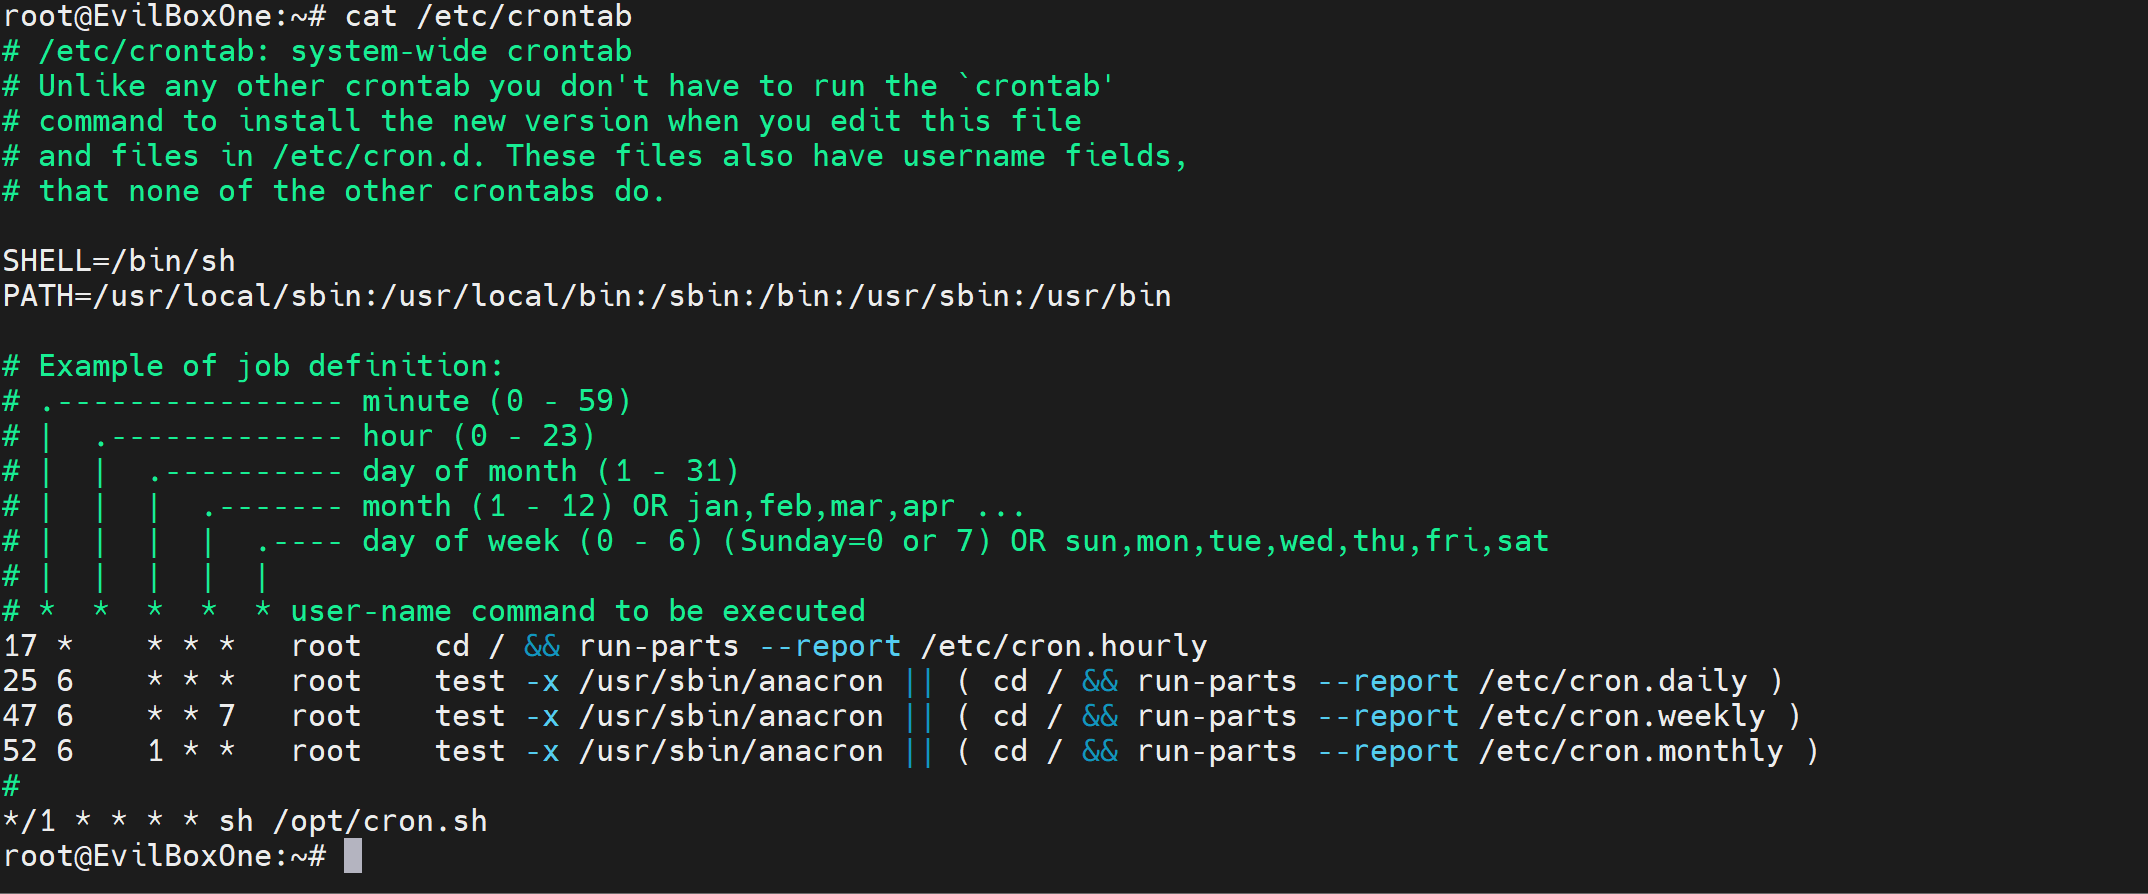 root@EvilBoxOne:~# cat /etc/crontab
# /etc/crontab: system-wide crontab
# Unlike any other crontab you don't have to run the `crontab'
# command to install the new version when you edit this file
# and files in /etc/cron.d. These files also have username fields,
# that none of the other crontabs do.

SHELL=/bin/sh
PATH=/usr/local/sbin:/usr/local/bin:/sbin:/bin:/usr/sbin:/usr/bin

# Example of job definition:
# .---------------- minute (0 - 59)
# |  .------------- hour (0 - 23)
# |  |  .---------- day of month (1 - 31)
# |  |  |  .------- month (1 - 12) OR jan,feb,mar,apr ...
# |  |  |  |  .---- day of week (0 - 6) (Sunday=0 or 7) OR sun,mon,tue,wed,thu,fri,sat
# |  |  |  |  |
# *  *  *  *  * user-name command to be executed
17 *    * * *   root    cd / && run-parts --report /etc/cron.hourly
25 6    * * *   root    test -x /usr/sbin/anacron || ( cd / && run-parts --report /etc/cron.daily )
47 6    * * 7   root    test -x /usr/sbin/anacron || ( cd / && run-parts --report /etc/cron.weekly )
52 6    1 * *   root    test -x /usr/sbin/anacron || ( cd / && run-parts --report /etc/cron.monthly )
#
*/1 * * * * sh /opt/cron.sh
root@EvilBoxOne:~#